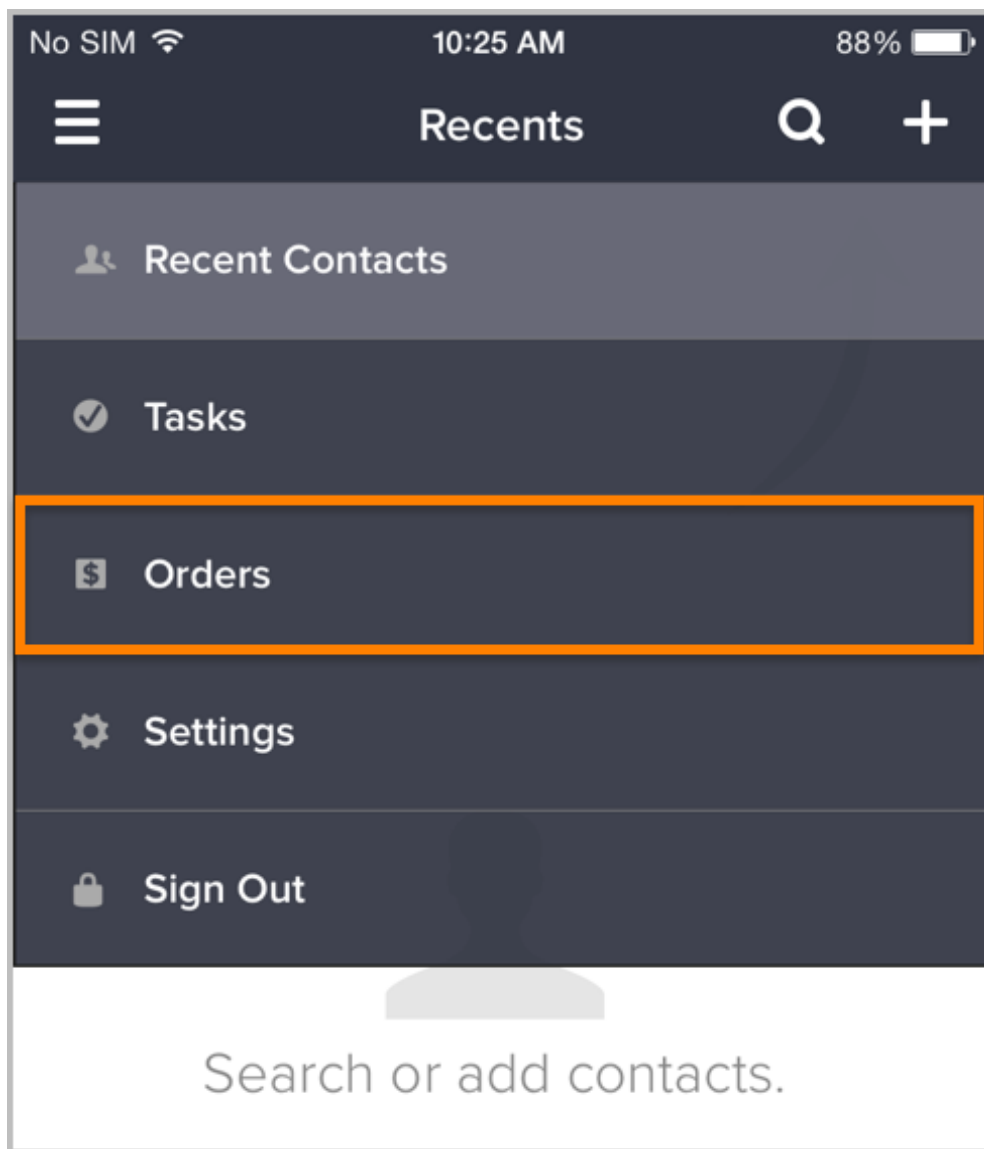 No SIM 10:25 AM 88%
Recents
Recent Contacts
Tasks
$ Orders
Settings
Sign Out
Search or add contacts.